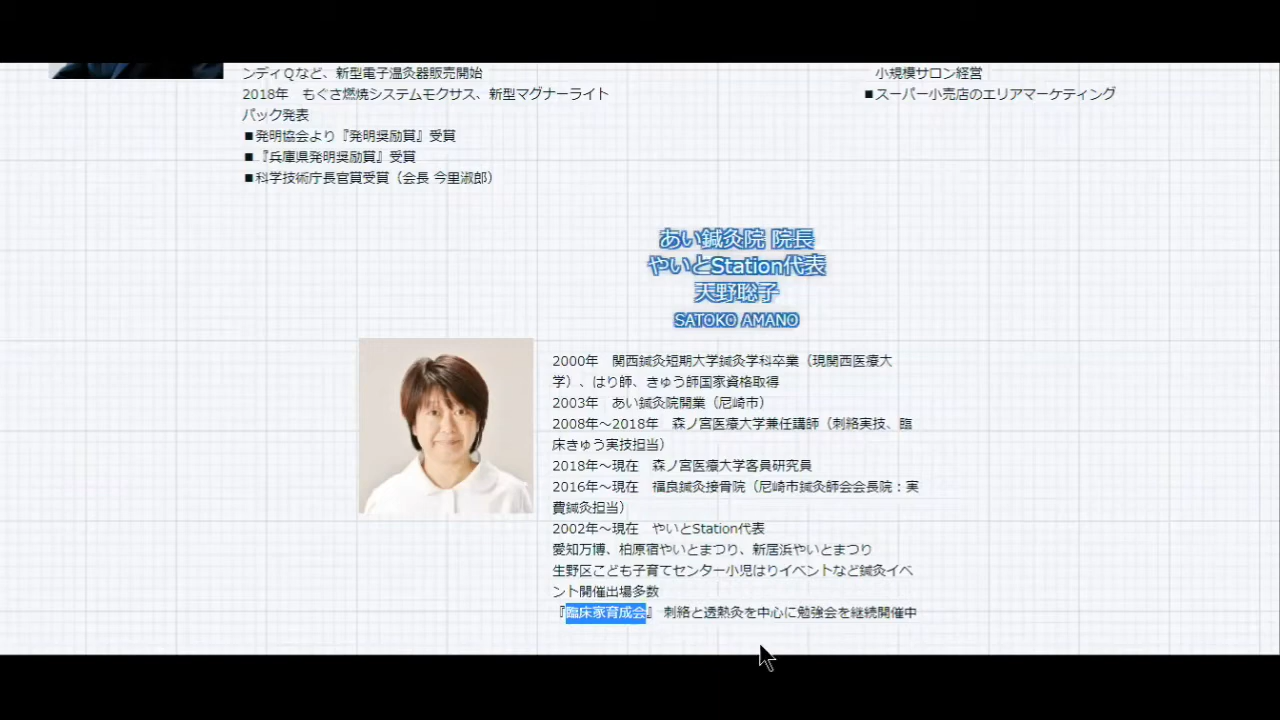 ンディＱなど、新型電子温灸器販売開始
2018年　もぐさ燃焼システムモクサス、新型マグナーライト
パック発表
■発明協会より『発明奨励賞』受賞
■『兵庫県発明奨励賞』受賞
■科学技術庁長官賞受賞（会長 今里淑郎）
小規模サロン経営
■スーパー小売店のエリアマーケティング
あい鍼灸院 院長
やいとStation代表
天野聡子
SATOKO AMANO
2000年　関西鍼灸短期大学鍼灸学科卒業（現関西医療大
学）、はり師、きゅう師国家資格取得
2003年　あい鍼灸院開業（尼崎市）
2008年～2018年　森ノ宮医療大学兼任講師（刺絡実技、臨
床きゅう実技担当）
2018年～現在　森ノ宮医療大学客員研究員
2016年～現在　福良鍼灸接骨院（尼崎市鍼灸師会会長院：実
費鍼灸担当）
2002年～現在　やいとStation代表
愛知万博、柏原宿やいとまつり、新居浜やいとまつり
生野区こども子育てセンター小児はりイベントなど鍼灸イベ
ント開催出場多数
『臨床家育成会』 刺絡と透熱灸を中心に勉強会を継続開催中